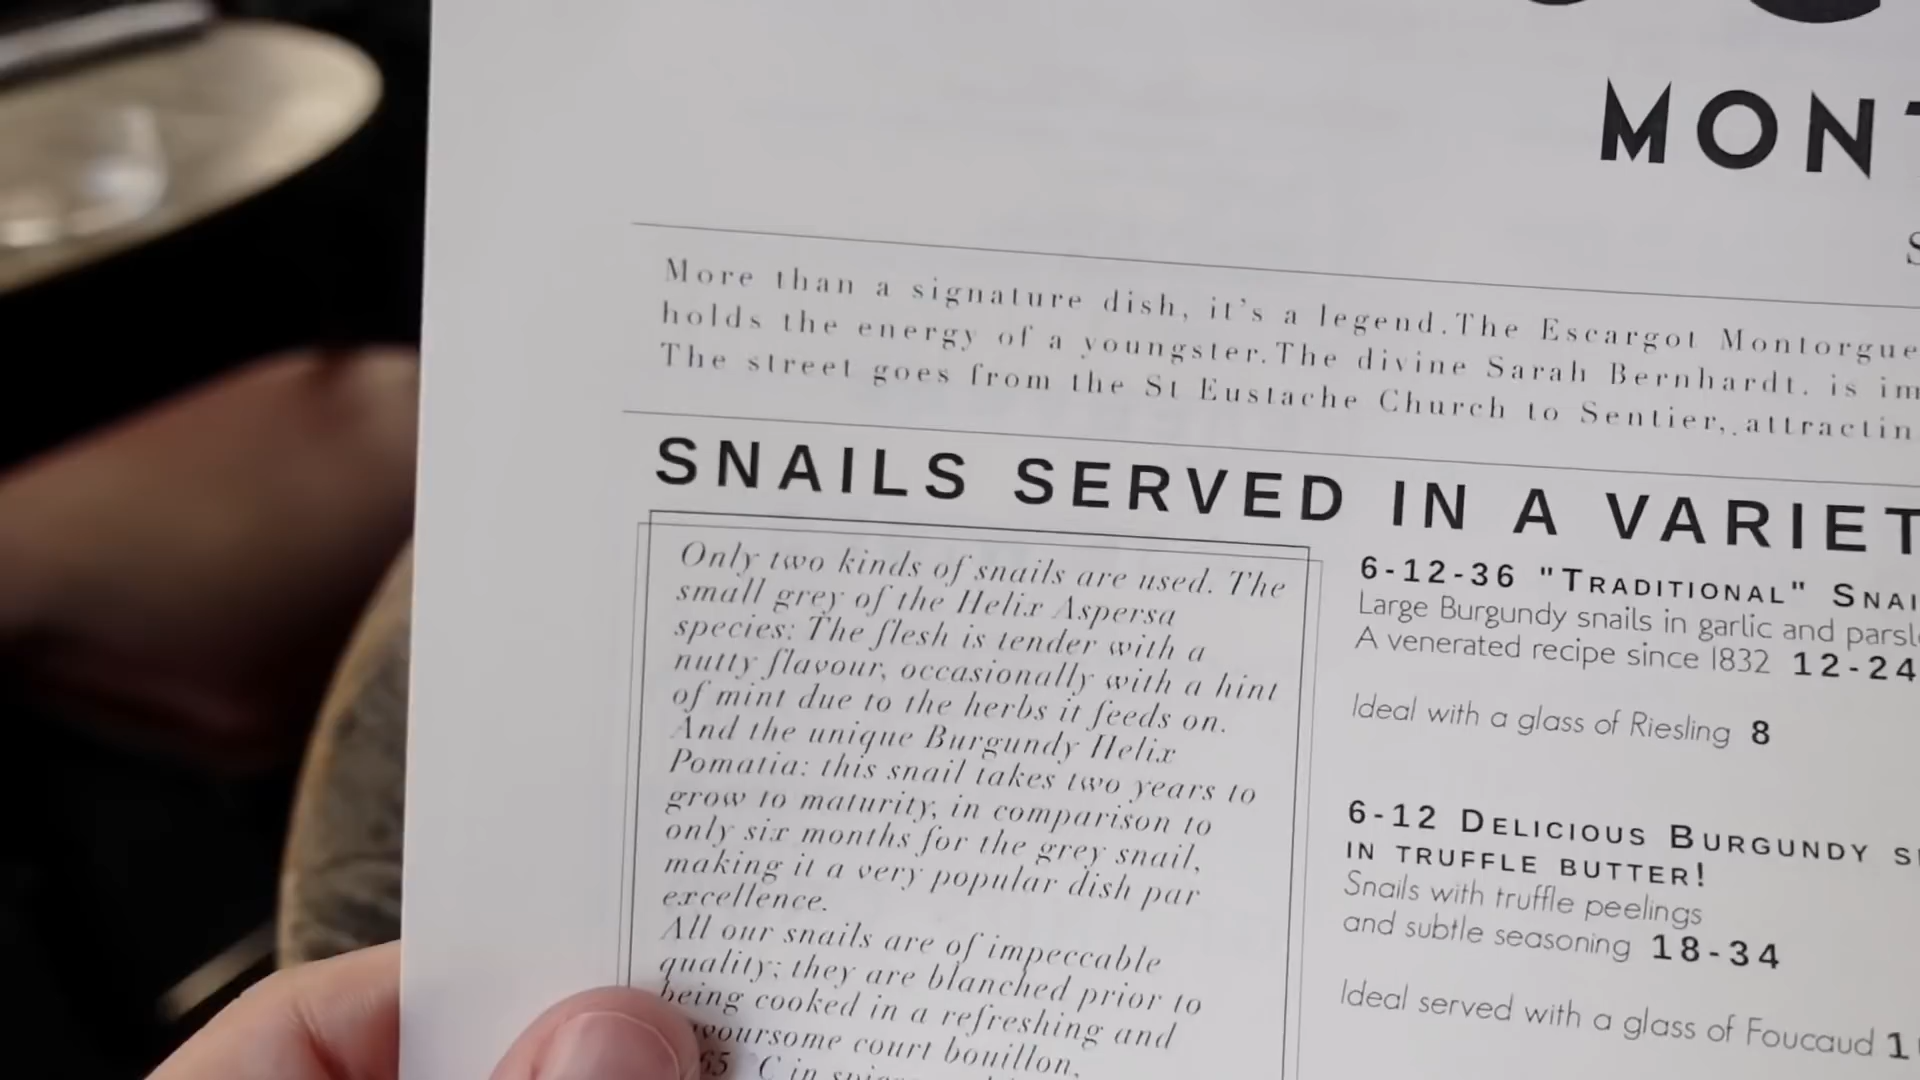 MON
More than a signature dish, it's a legend.The Escargot Montorgue
holds the energy of a youngster.The divine Sarah Bernhardt. is im
The street goes from the St Eustache Church to Sentier,.attractin
SNAILS SERVED IN A VARIET
Only two kinds of snails are used. The
small grey of the Helix Aspersa
species: The flesh is tender with a
nutty flavour, occasionally with a hint
of mint due to the herbs it feeds on.
And the unique Burgundy Helix
Pomatia: this snail takes two years to
grow to maturity, in comparison to
only six months for the grey snail,
making it a very popular dish par
excellence.
All our snails are of impeccable
quality; they are blanched prior to
being cooked in a refreshing and
voursome court bouillon,
65 °C in
6-12-36 "TRADITIONAL" SNAI
Large Burgundy snails in garlic and parsl
A venerated recipe since 1832 12-24
Ideal with a glass of Riesling 8
6-12 DELICIOUS BURGUNDY S
IN TRUFFLE BUTTER!
Snails with truffle peelings
and subtle seasoning 18-34
Ideal served with a glass of Foucaud 1